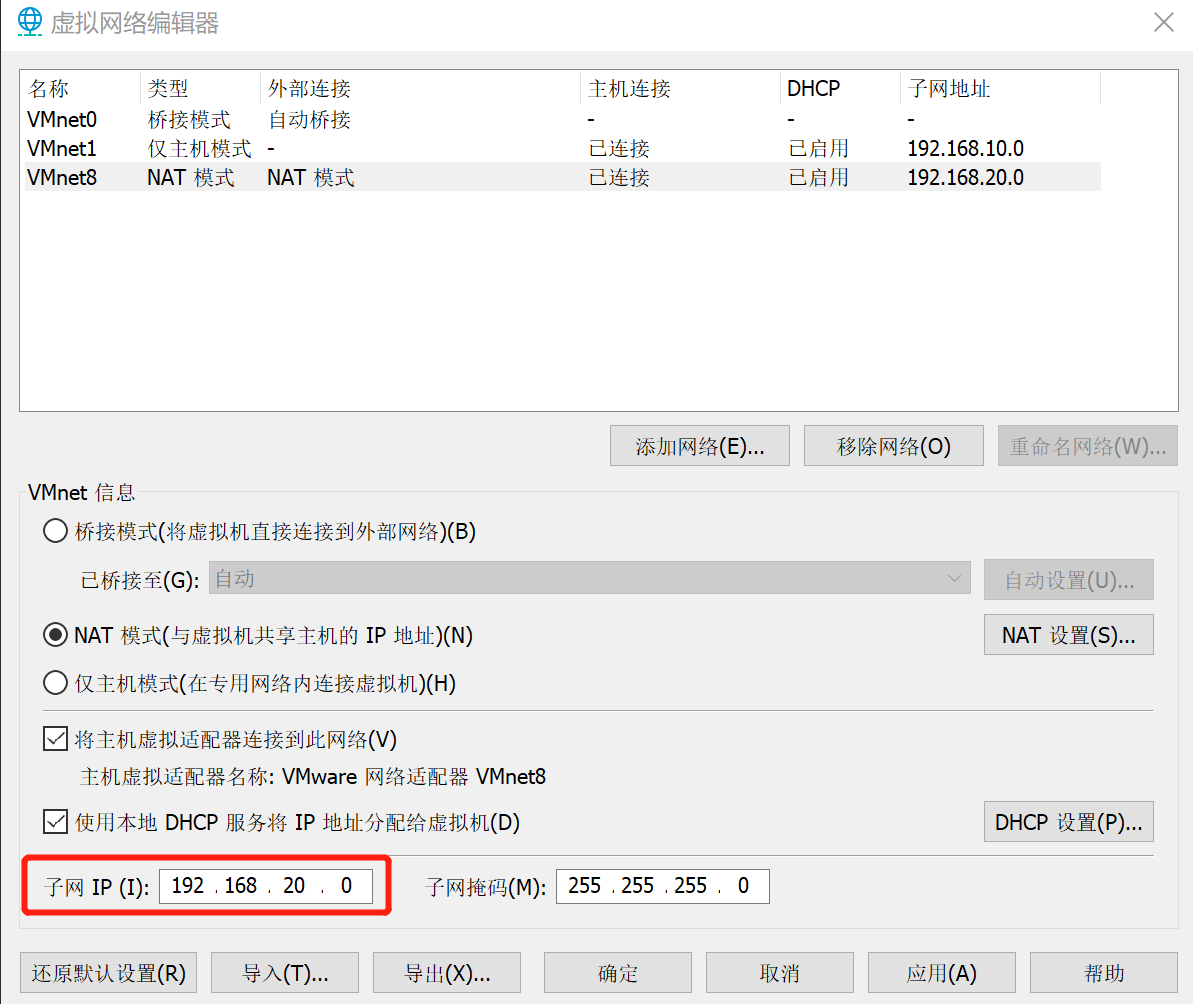 虚拟网络编辑器
名称 类型 外部连接 主机连接 DHCP 子网地址
VMnet0 桥接模式 自动桥接 - - -
VMnet1 仅主机模式 - 已连接 已启用 192.168.10.0
VMnet8 NAT 模式 NAT 模式 已连接 已启用 192.168.20.0
添加网络(E)... 移除网络(O) 重命名网络(W)...
VMnet 信息
桥接模式(将虚拟机直接连接到外部网络)(B)
已桥接至(G): 自动 自动设置(U)...
NAT 模式(与虚拟机共享主机的 IP 地址)(N) NAT 设置(S)...
仅主机模式(在专用网络内连接虚拟机)(H)
将主机虚拟适配器连接到此网络(V)
主机虚拟适配器名称: VMware 网络适配器 VMnet8
使用本地 DHCP 服务将 IP 地址分配给虚拟机(D) DHCP 设置(P)...
子网 IP (I): 192 . 168 . 20 . 0 子网掩码(M): 255 . 255 . 255 . 0
还原默认设置(R) 导入(T)... 导出(X)... 确定 取消 应用(A) 帮助